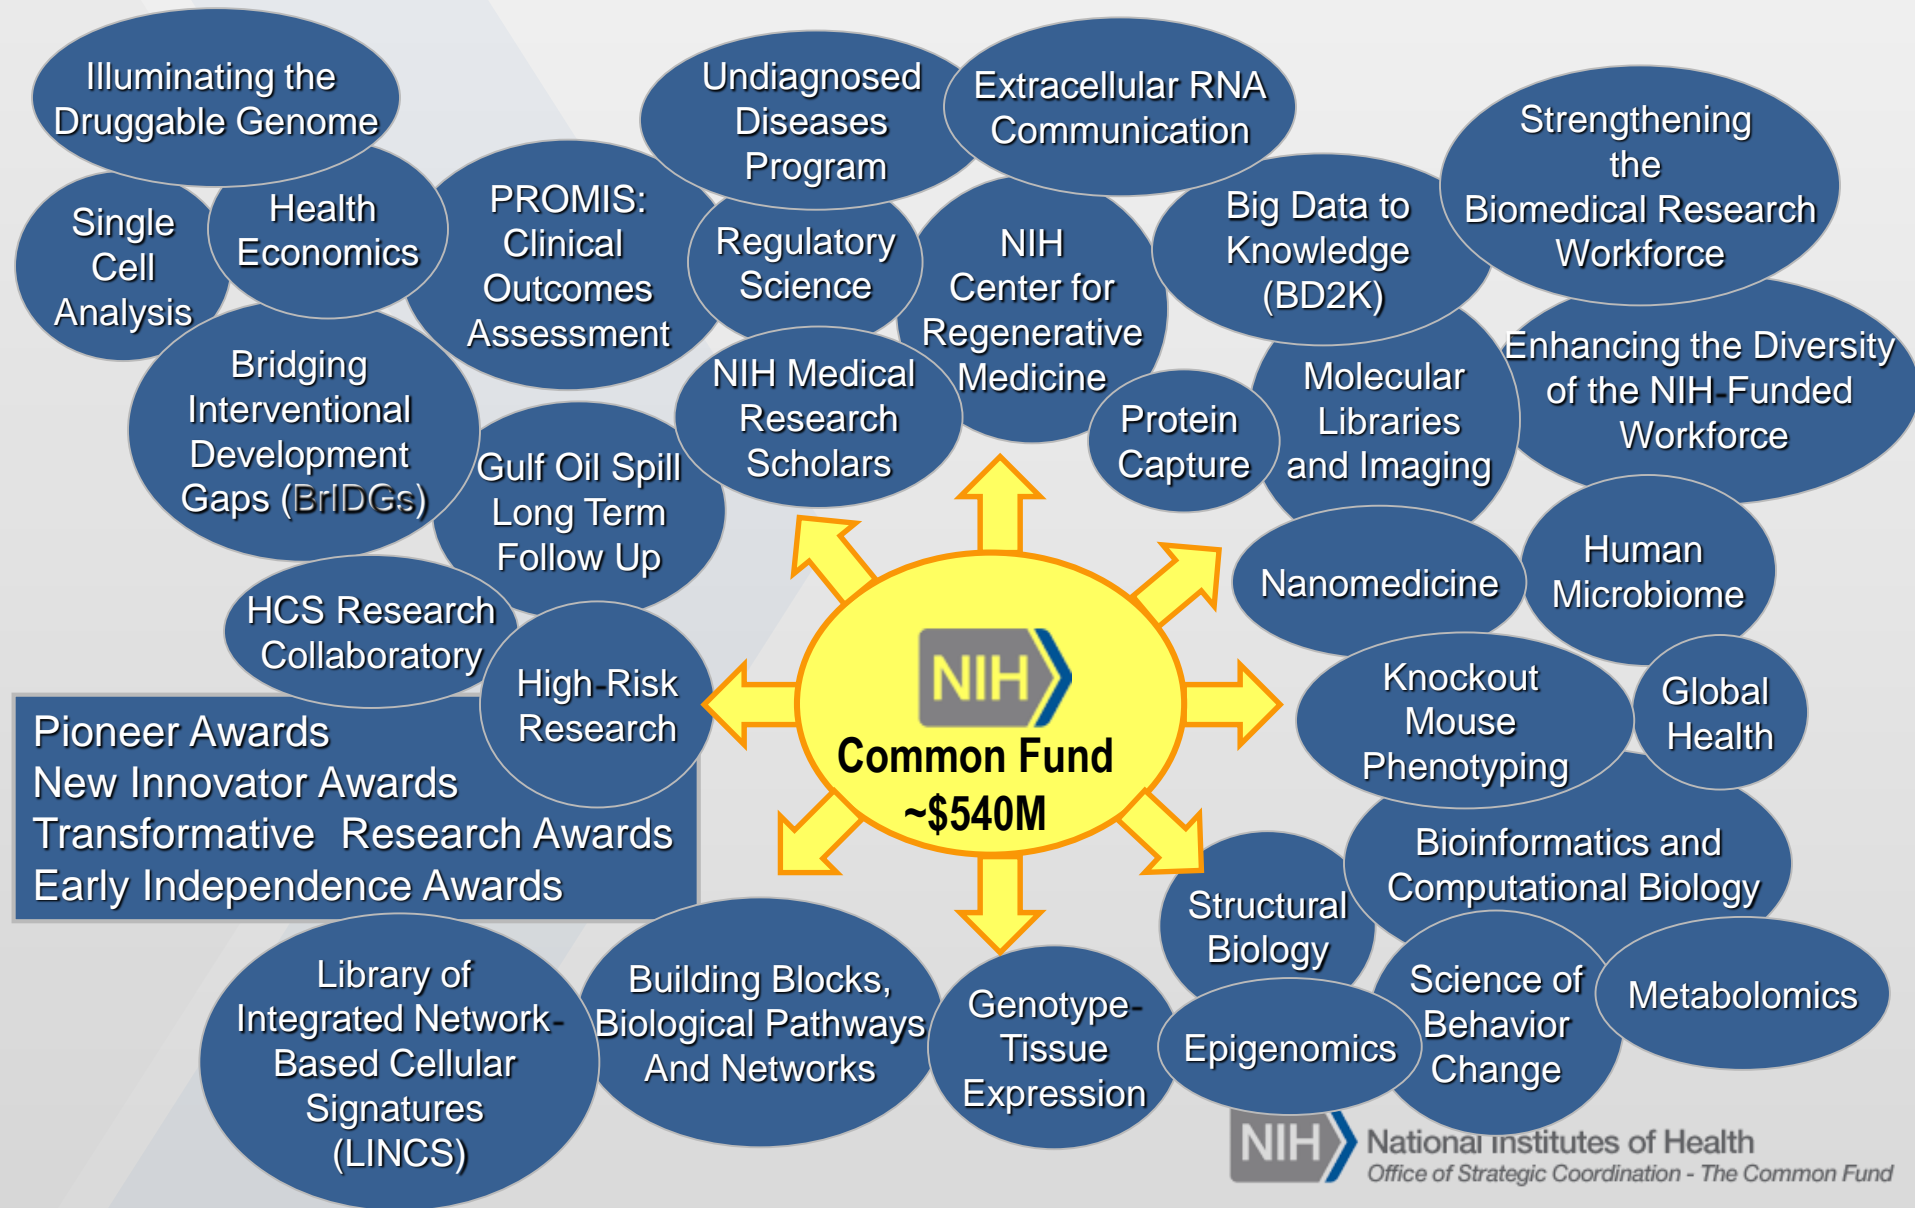 Illuminating the
Druggable Genome
Undiagnosed
Diseases
Program
Extracellular RNA
Communication
Strengthening
the
Biomedical Research
Workforce
Single
Cell
Analysis
Health
Economics
PROMIS:
Clinical
Outcomes
Assessment
Regulatory
Science
NIH
Center for
Regenerative
Medicine
Big Data to
Knowledge
(BD2K)
Bridging
Interventional
Development
Gaps (BrIDGs)
NIH Medical
Research
Scholars
Protein
Capture
Molecular
Libraries
and Imaging
Enhancing the Diversity
of the NIH-Funded
Workforce
Gulf Oil Spill
Long Term
Follow Up
Nanomedicine
Human
Microbiome
HCS Research
Collaboratory
High-Risk
Research
NIH
Common Fund
~$540M
Knockout
Mouse
Phenotyping
Global
Health
Pioneer Awards
New Innovator Awards
Transformative  Research Awards
Early Independence Awards
Bioinformatics and
Computational Biology
Structural
Biology
Library of
Integrated Network-
Based Cellular
Signatures
(LINCS)
Building Blocks,
Biological Pathways
And Networks
Genotype-
Tissue
Expression
Epigenomics
Science of
Behavior
Change
Metabolomics
NIH
National Institutes of Health
Office of Strategic Coordination - The Common Fund